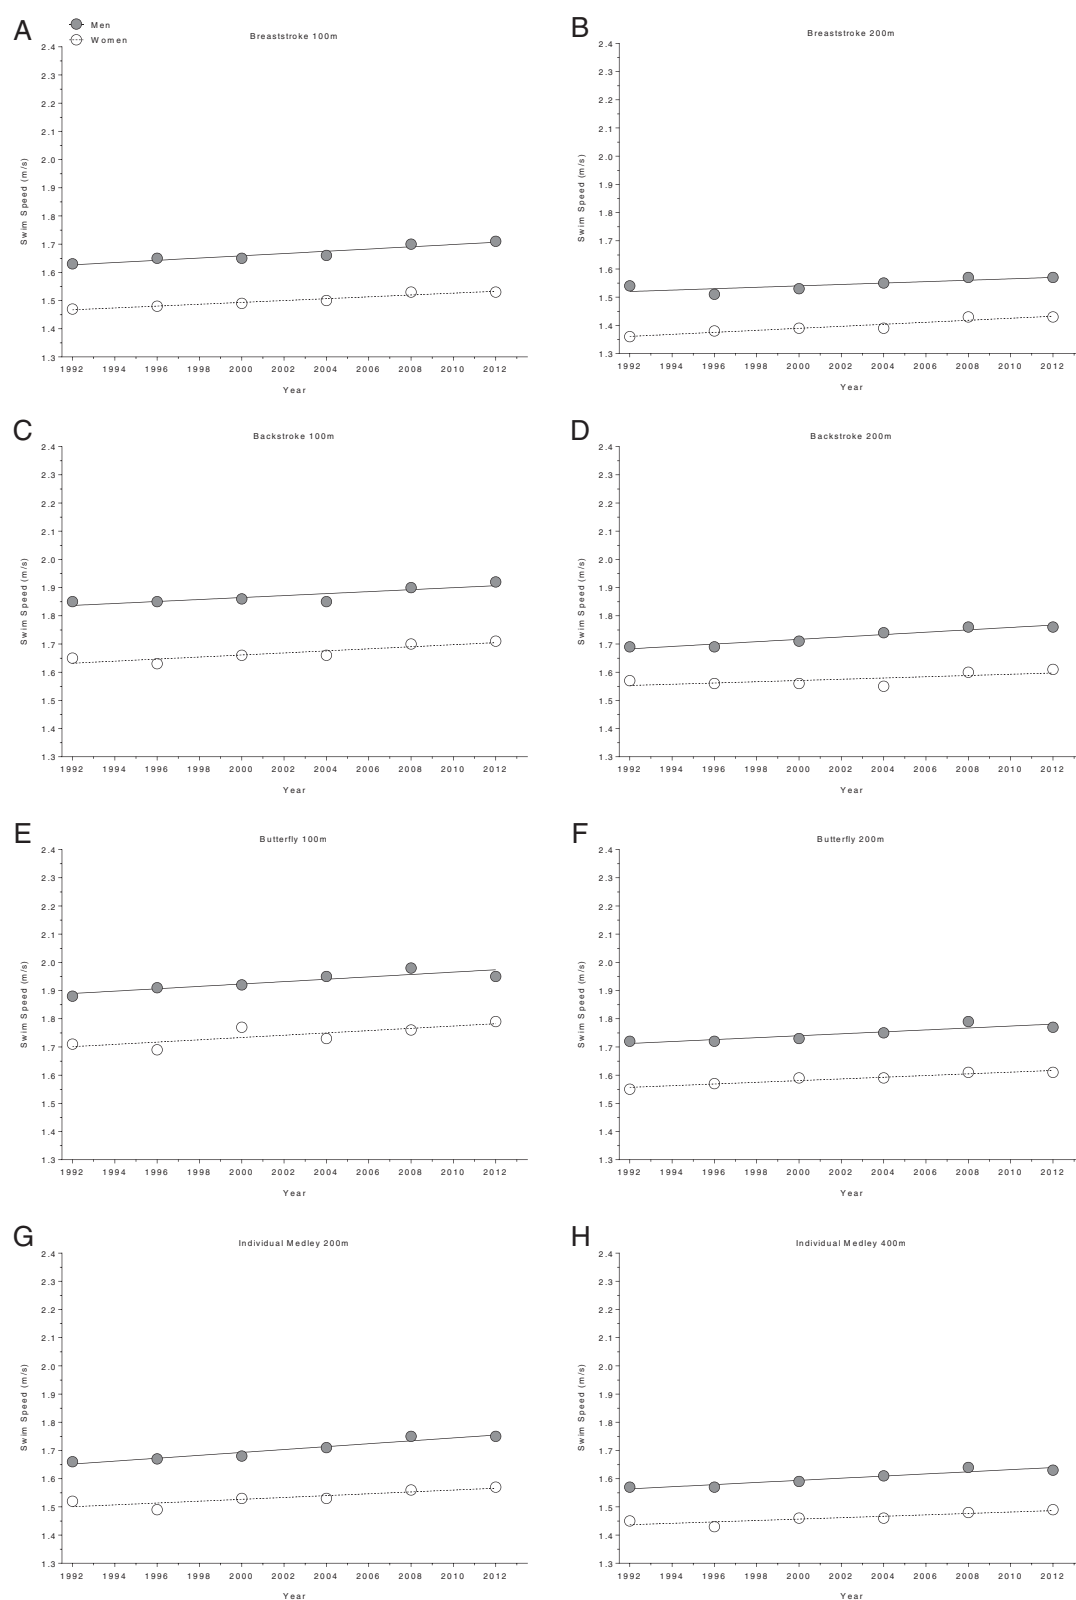 A
Men
Women
Breaststroke 100m
2.4
2.3
2.2
2.1
2.0
1.9
1.8
1.7
1.6
1.5
1.4
1.3
Swim Speed (m/s)
1992 1994 1996 1998 2000 2002 2004 2006 2008 2010 2012
Year
B
Breaststroke 200m
2.4
2.3
2.2
2.1
2.0
1.9
1.8
1.7
1.6
1.5
1.4
1.3
Swim Speed (m/s)
1992 1994 1996 1998 2000 2002 2004 2006 2008 2010 2012
Year
C
Backstroke 100m
2.4
2.3
2.2
2.1
2.0
1.9
1.8
1.7
1.6
1.5
1.4
1.3
Swim Speed (m/s)
1992 1994 1996 1998 2000 2002 2004 2006 2008 2010 2012
Year
D
Backstroke 200m
2.4
2.3
2.2
2.1
2.0
1.9
1.8
1.7
1.6
1.5
1.4
1.3
Swim Speed (m/s)
1992 1994 1996 1998 2000 2002 2004 2006 2008 2010 2012
Year
E
Butterfly 100m
2.4
2.3
2.2
2.1
2.0
1.9
1.8
1.7
1.6
1.5
1.4
1.3
Swim Speed (m/s)
1992 1994 1996 1998 2000 2002 2004 2006 2008 2010 2012
Year
F
Butterfly 200m
2.4
2.3
2.2
2.1
2.0
1.9
1.8
1.7
1.6
1.5
1.4
1.3
Swim Speed (m/s)
1992 1994 1996 1998 2000 2002 2004 2006 2008 2010 2012
Year
G
Individual Medley 200m
2.4
2.3
2.2
2.1
2.0
1.9
1.8
1.7
1.6
1.5
1.4
1.3
Swim Speed (m/s)
1992 1994 1996 1998 2000 2002 2004 2006 2008 2010 2012
Year
H
Individual Medley 400m
2.4
2.3
2.2
2.1
2.0
1.9
1.8
1.7
1.6
1.5
1.4
1.3
Swim Speed (m/s)
1992 1994 1996 1998 2000 2002 2004 2006 2008 2010 2012
Year